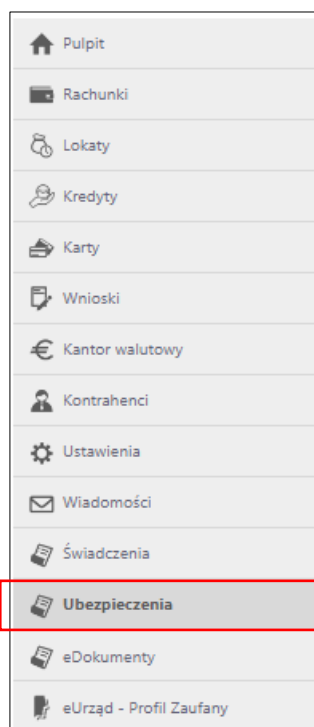 Pulpit
Rachunki
Lokaty
Kredyty
Karty
Wnioski
Kantor walutowy
Kontrahenci
Ustawienia
Wiadomości
Świadczenia
Ubezpieczenia
eDokumenty
eUrząd - Profil Zaufany